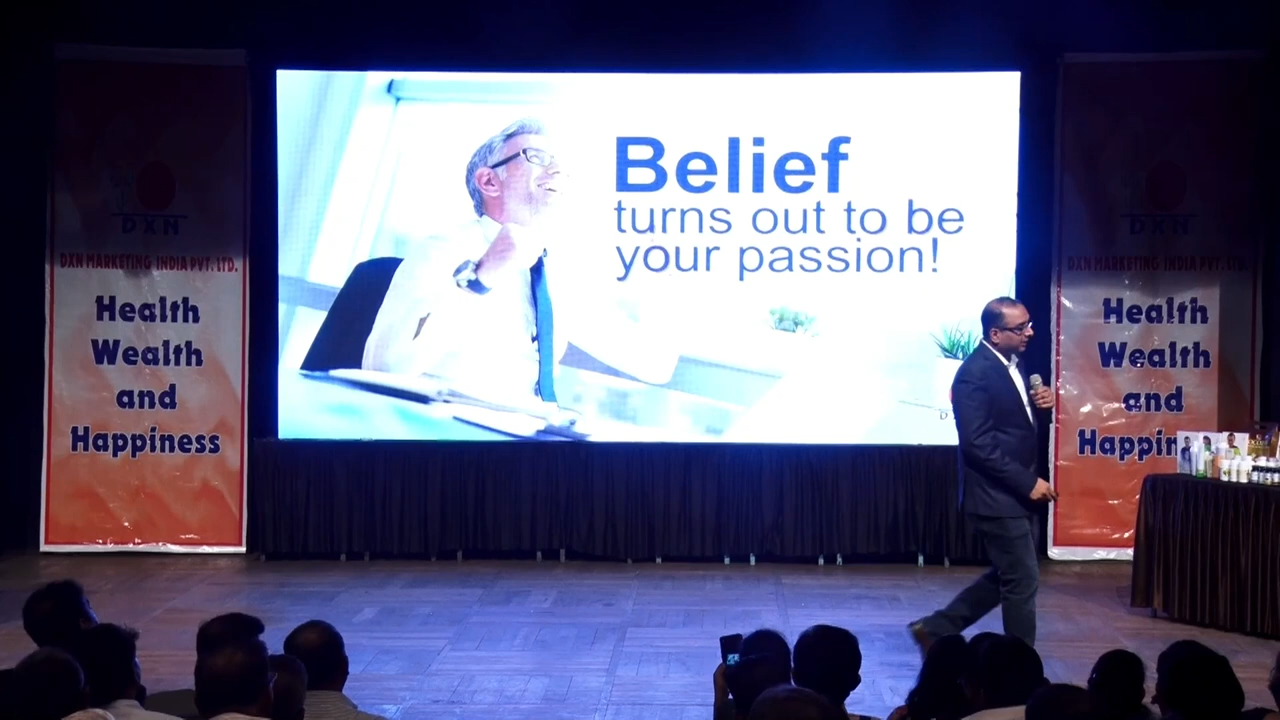 DXN
DXN MARKETING INDIA PVT. LTD.
Health
Wealth
and
Happiness
Belief
turns out to be
your passion!
DXN
DXN MARKETING INDIA PVT. LTD.
Health
Wealth
and